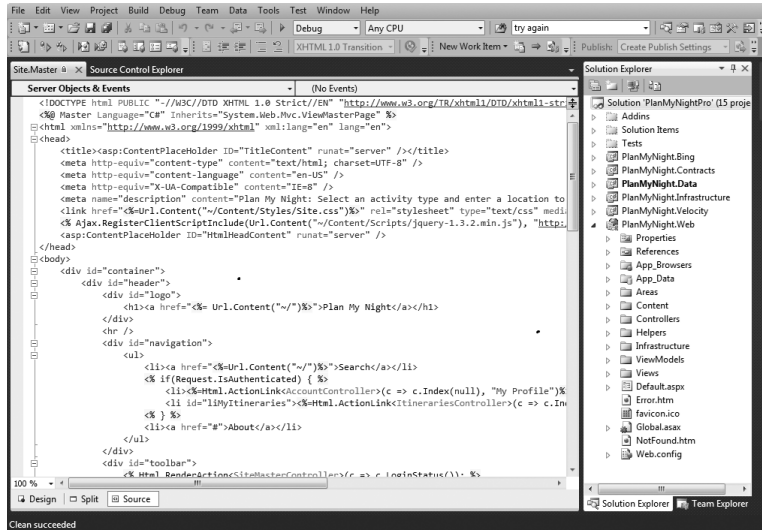 File Edit View Project Build Debug Team Data Tools Test Window Help
Debug Any CPU try again
XHTML 1.0 Transition New Work Item Publish: Create Publish Settings
Site.Master Source Control Explorer
Server Objects & Events (No Events)
<!DOCTYPE html PUBLIC "-//W3C//DTD XHTML 1.0 Strict//EN" "http://www.w3.org/TR/xhtml1/DTD/xhtml1-str
<%@ Master Language="C#" Inherits="System.Web.Mvc.ViewMasterPage" %>
<html xmlns="http://www.w3.org/1999/xhtml" xml:lang="en" lang="en">
<head>
<title><asp:ContentPlaceHolder ID="TitleContent" runat="server" /></title>
<meta http-equiv="content-type" content="text/html; charset=UTF-8" />
<meta http-equiv="content-language" content="en-US" />
<meta http-equiv="X-UA-Compatible" content="IE=8" />
<meta name="description" content="Plan My Night: Select an activity type and enter a location to
<link href="<%=Url.Content("~/Content/Styles/Site.css")%>" rel="stylesheet" type="text/css" medi
<% Ajax.RegisterClientScriptInclude(Url.Content("~/Content/Scripts/jquery-1.3.2.min.js"), "http:
<asp:ContentPlaceHolder ID="HtmlHeadContent" runat="server" />
</head>
<body>
<div id="container">
<div id="header">
<div id="logo">
<h1><a href="<%= Url.Content("~/")%>">Plan My Night</a></h1>
</div>
<hr />
<div id="navigation">
<ul>
<li><a href="<%=Url.Content("~/")%>">Search</a></li>
<% if(Request.IsAuthenticated) { %>
<li><%=Html.ActionLink<AccountController>(c => c.Index(null), "My Profile")%
<li id="liMyItineraries"><%=Html.ActionLink<ItinerariesController>(c => c.In
<% } %>
<li><a href="#">About</a></li>
</ul>
</div>
<div id="toolbar">
<% Html.RenderAction<SiteMasterController>(c => c.LoginStatus()); %>
100 %
Design Split Source
Clean succeeded
Solution Explorer
Solution 'PlanMyNightPro' (15 proje
Addins
Solution Items
Tests
PlanMyNight.Bing
PlanMyNight.Contracts
PlanMyNight.Data
PlanMyNight.Infrastructure
PlanMyNight.Velocity
PlanMyNight.Web
Properties
References
App_Browsers
App_Data
Areas
Content
Controllers
Helpers
Infrastructure
ViewModels
Views
Default.aspx
Error.htm
favicon.ico
Global.asax
NotFound.htm
Web.config
Solution Explorer Team Explorer